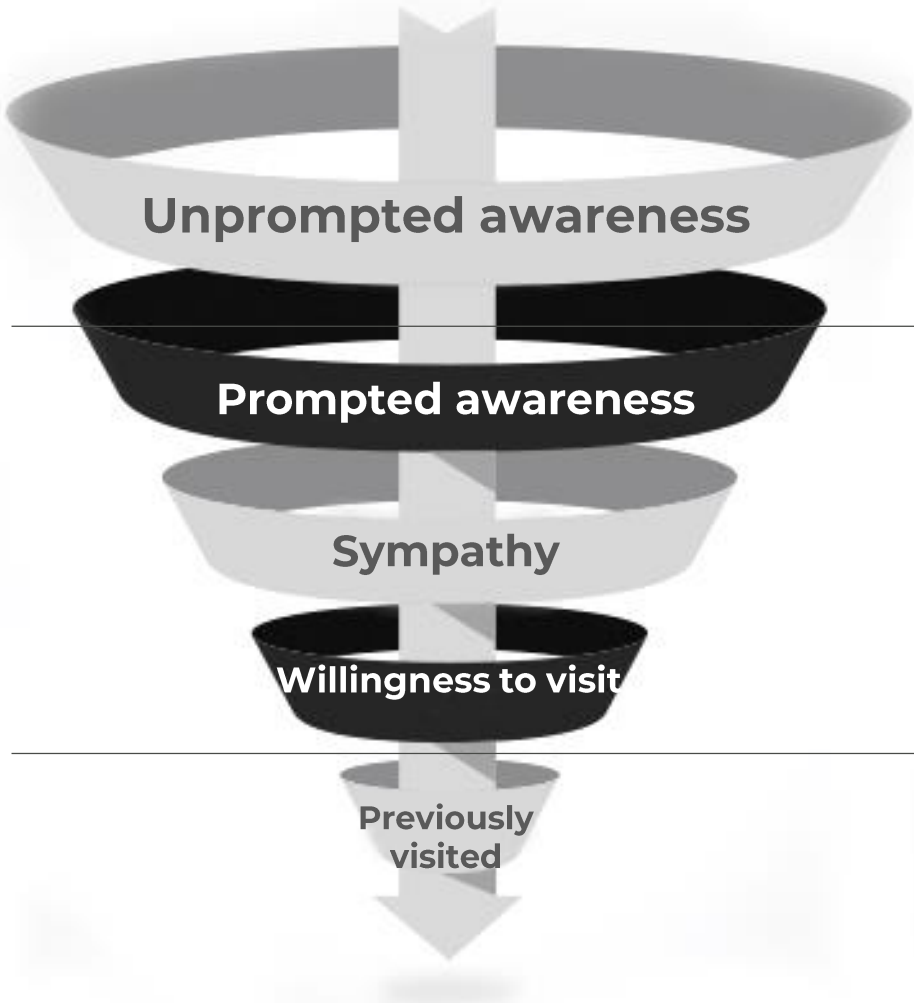 Unprompted awareness
Prompted awareness
Sympathy
Willingness to visit
Previously
visited